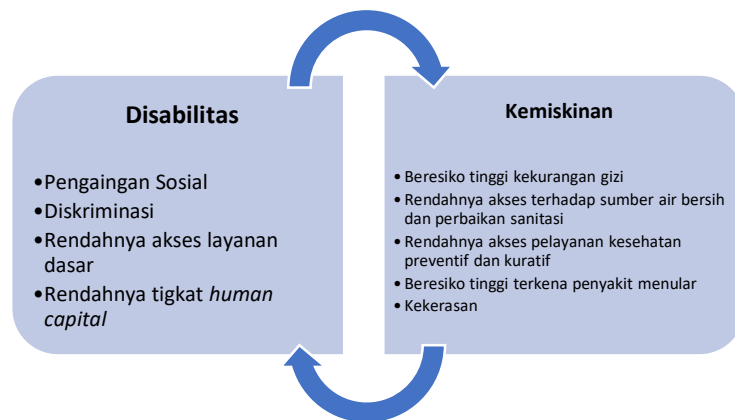 Disabilitas
•Pengaingan Sosial
•Diskriminasi
•Rendahnya akses layanan
dasar
•Rendahnya tigkat human
capital
Kemiskinan
• Beresiko tinggi kekurangan gizi
• Rendahnya akses terhadap sumber air bersih
dan perbaikan sanitasi
• Rendahnya akses pelayanan kesehatan
preventif dan kuratif
• Beresiko tinggi terkena penyakit menular
• Kekerasan